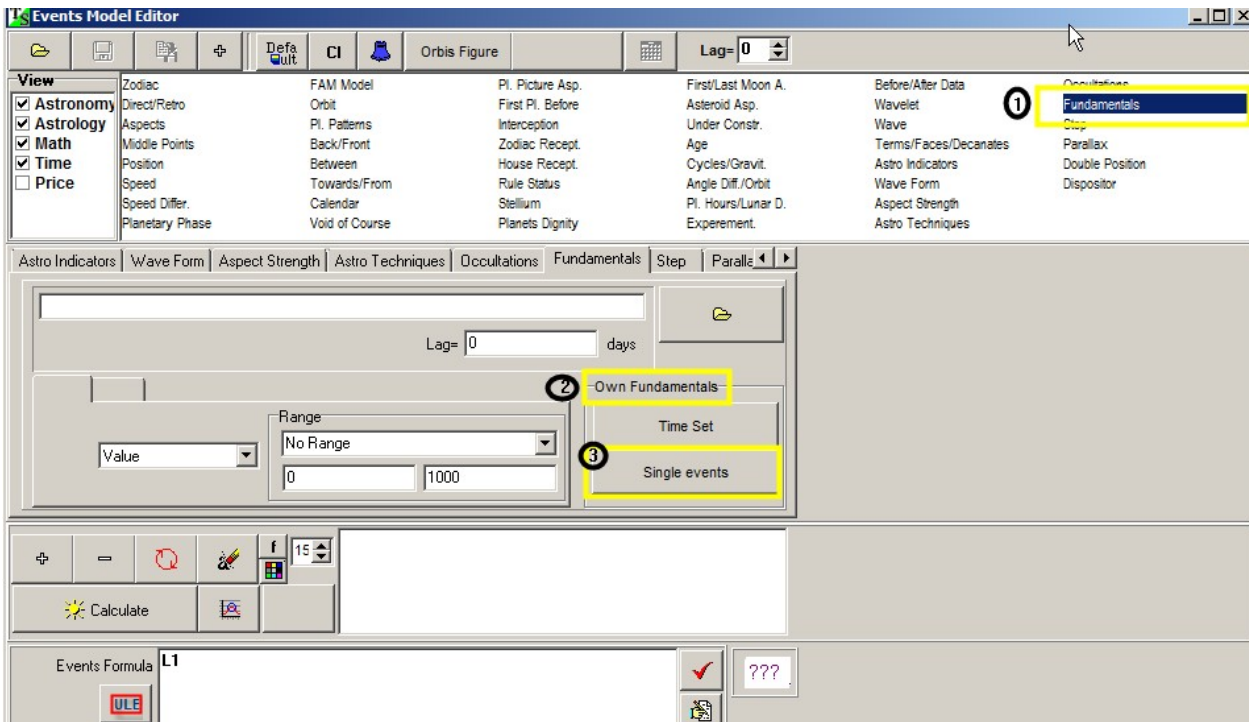 Events Model Editor
Default CI Orbis Figure Lag= 0
View
Astronomy
Astrology
Math
Time
Price
Zodiac FAM Model Pl. Picture Asp. First/Last Moon A. Before/After Data Occultations
Direct/Retro Orbit First Pl. Before Asteroid Asp. Wavelet 1 Fundamentals
Aspects Pl. Patterns Interception Under Constr. Wave Step
Middle Points Back/Front Zodiac Recept. Age Terms/Faces/Decanates Parallax
Position Between House Recept. Cycles/Gravit. Astro Indicators Double Position
Speed Towards/From Rule Status Angle Diff./Orbit Wave Form Dispositor
Speed Differ. Calendar Stellium Pl. Hours/Lunar D. Aspect Strength
Planetary Phase Void of Course Planets Dignity Experement. Astro Techniques
Astro Indicators Wave Form Aspect Strength Astro Techniques Occultations Fundamentals Step Paralla
Lag= 0 days
2 Own Fundamentals
Range
Time Set
Value No Range
3 Single events
0 1000
f 15
Calculate
Events Formula L1
???
ULE